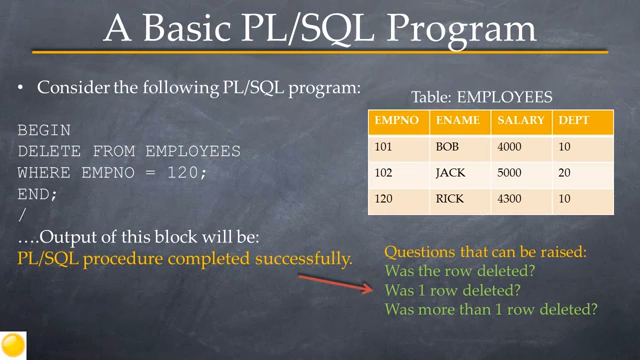 A Basic PL/SQL Program
• Consider the following PL/SQL program:
BEGIN
DELETE FROM EMPLOYEES
WHERE EMPNO = 120;
END;
/
….Output of this block will be:
PL/SQL procedure completed successfully.
Table: EMPLOYEES
EMPNO ENAME SALARY DEPT
101 BOB 4000 10
102 JACK 5000 20
120 RICK 4300 10
Questions that can be raised:
Was the row deleted?
Was 1 row deleted?
Was more than 1 row deleted?